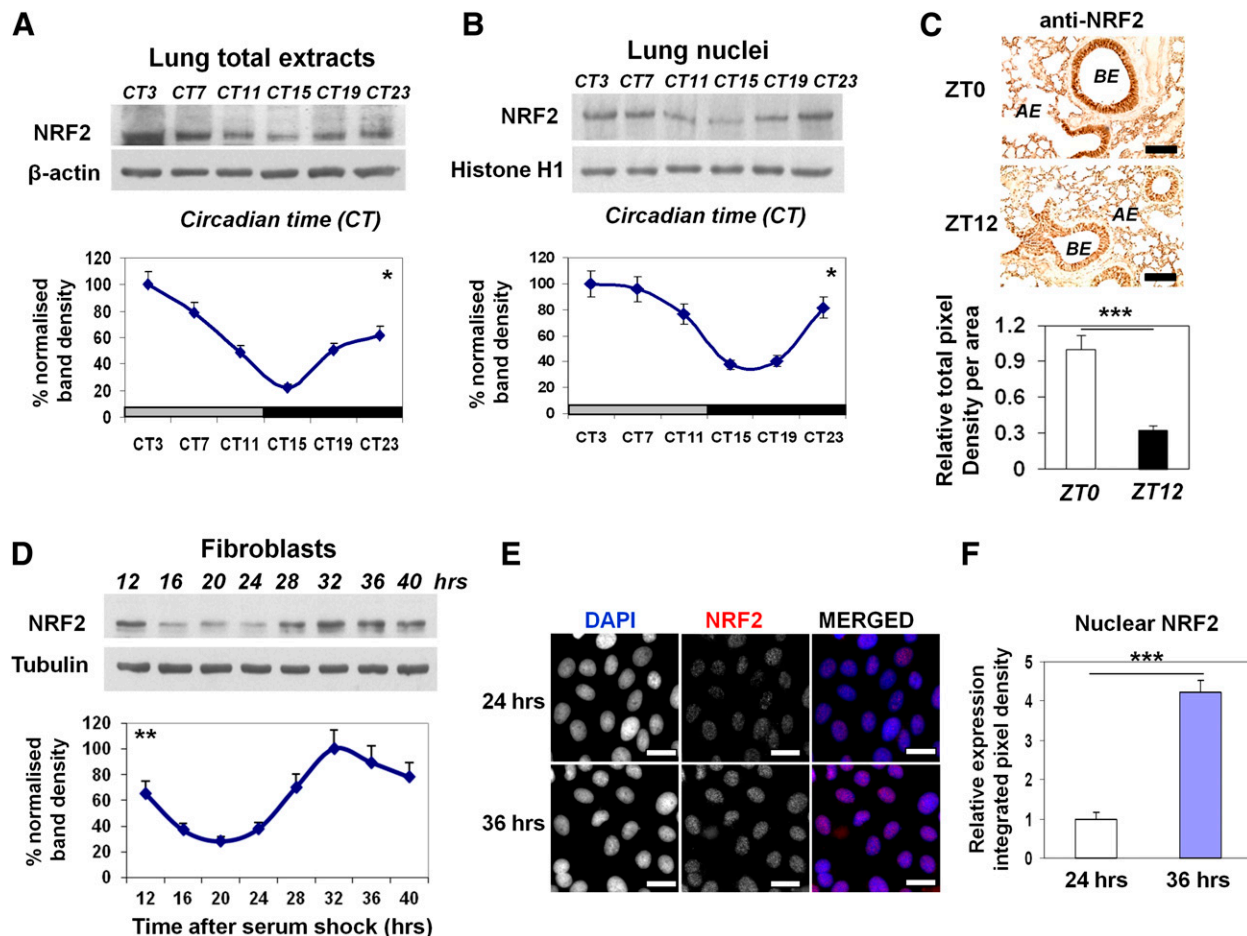 A
Lung total extracts
CT3 CT7 CT11 CT15 CT19 CT23
NRF2
β-actin
Circadian time (CT)
% normalised
band density
120
100
80
60
40
20
0
*
CT3 CT7 CT11 CT15 CT19 CT23
B
Lung nuclei
CT3 CT7 CT11 CT15 CT19 CT23
NRF2
Histone H1
Circadian time (CT)
% normalised
band density
120
100
80
60
40
20
0
*
CT3 CT7 CT11 CT15 CT19 CT23
C
anti-NRF2
ZT0
BE
AE
ZT12
AE
BE
Relative total pixel
Density per area
1.2
0.9
0.6
0.3
0
***
ZT0 ZT12
D
Fibroblasts
12 16 20 24 28 32 36 40 hrs
NRF2
Tubulin
% normalised
band density
120
100
80
60
40
20
0
**
12 16 20 24 28 32 36 40
Time after serum shock (hrs)
E
DAPI NRF2 MERGED
24 hrs
36 hrs
F
Nuclear NRF2
Relative expression
integrated pixel density
5
4
3
2
1
0
***
24 hrs 36 hrs